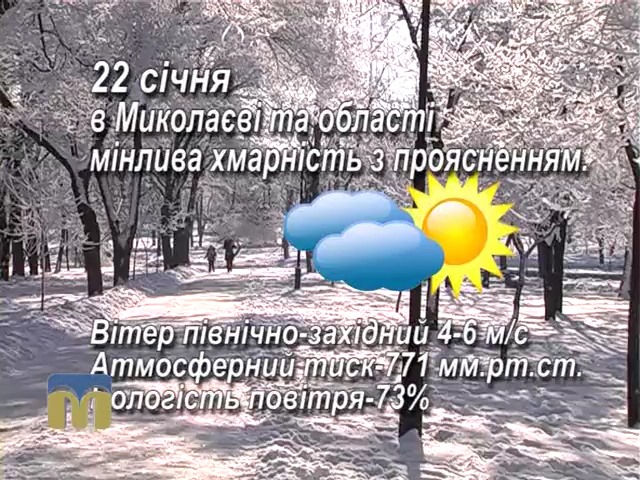 22 січня
в Миколаєві та області
мінлива хмарність з проясненням.
Вітер північно-західний 4-6 м/с
Атмосферний тиск-771 мм.рт.ст.
повітря-73%